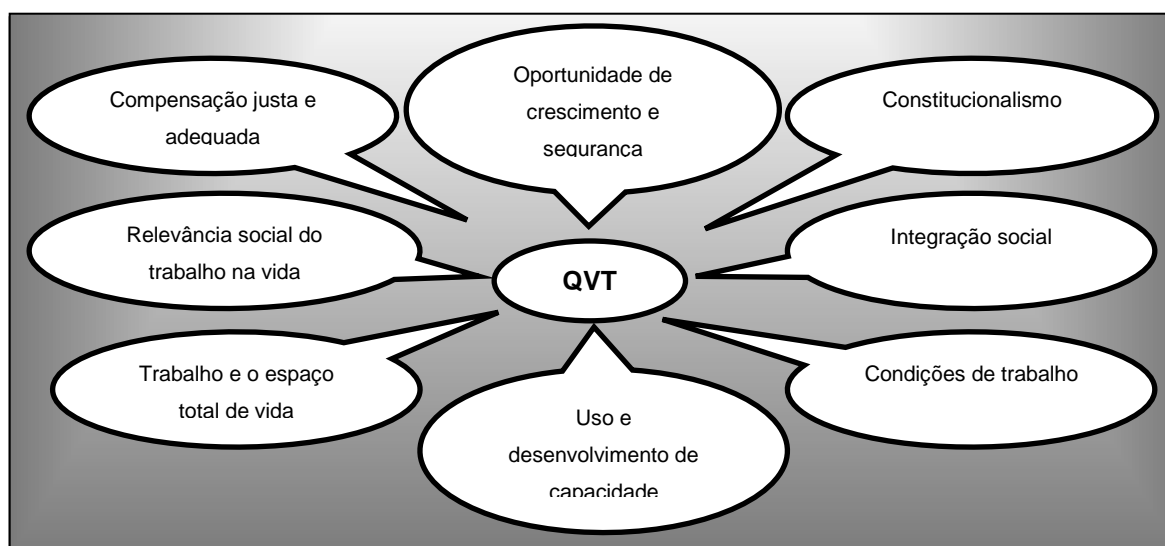 Compensação justa e
adequada
Oportunidade de
crescimento e
segurança
Constitucionalismo
Relevância social do
trabalho na vida
QVT
Integração social
Trabalho e o espaço
total de vida
Uso e
desenvolvimento de
capacidade
Condições de trabalho